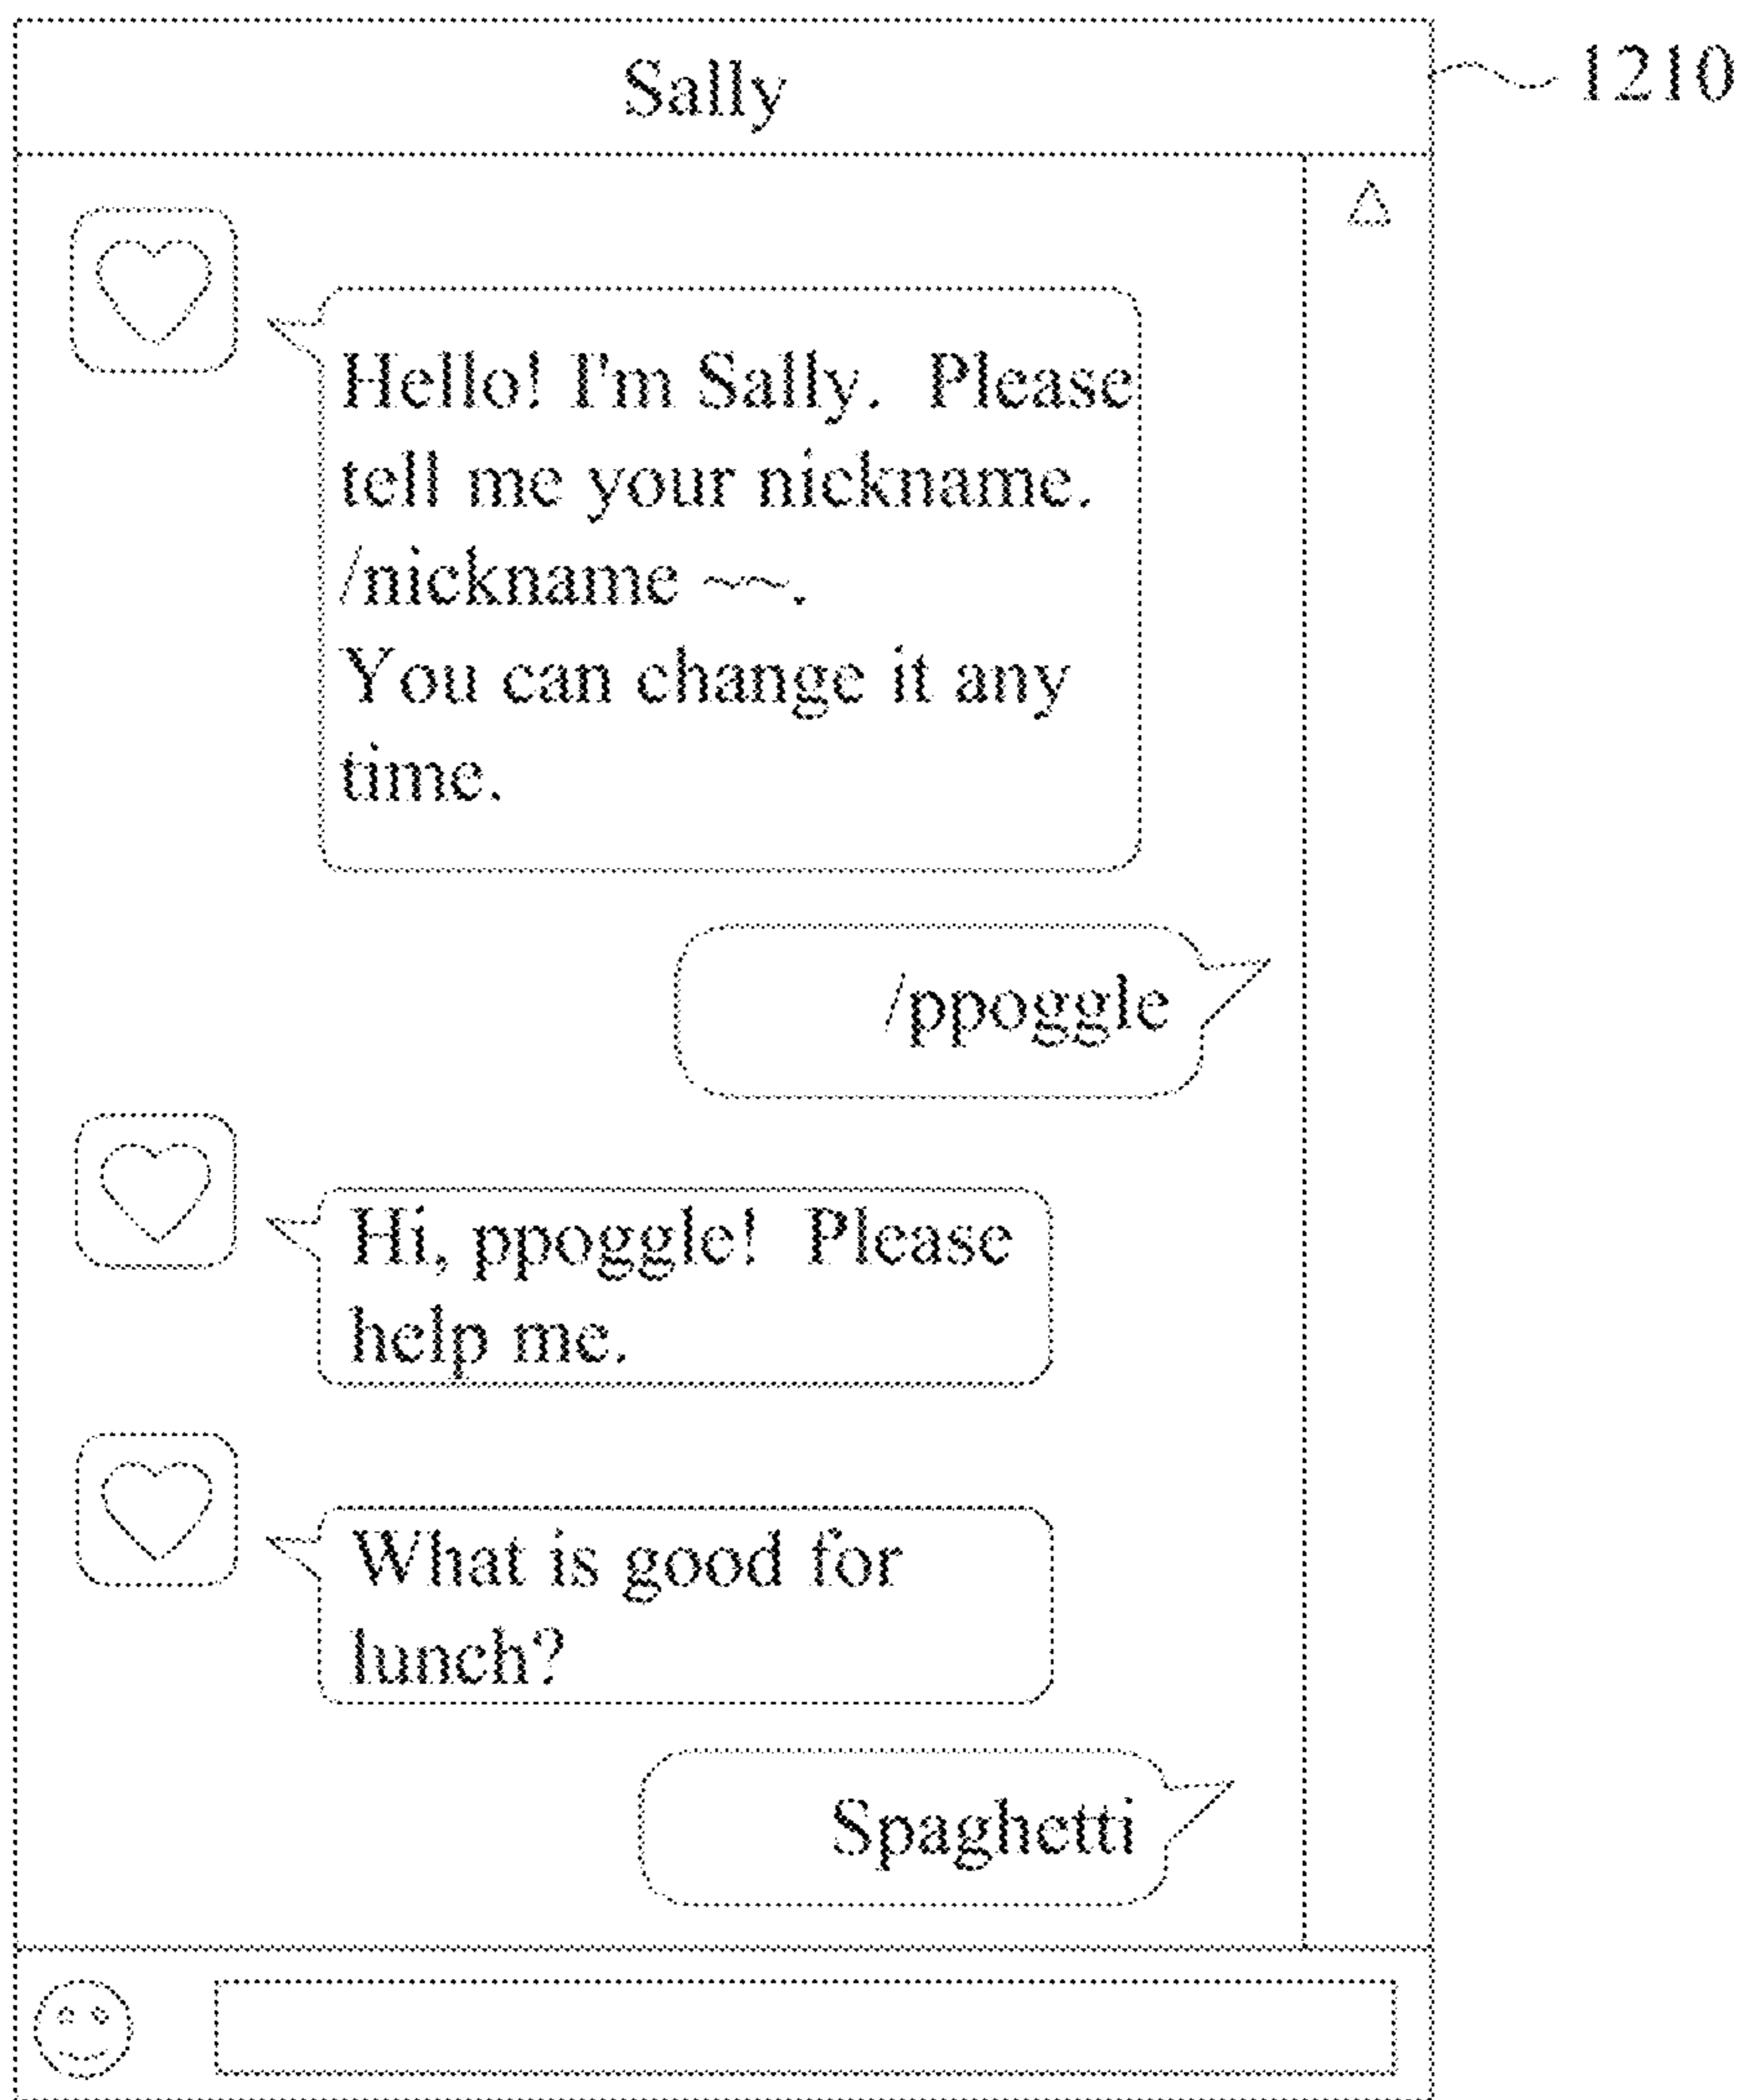 Sally
1210
Hello! I'm Sally.  Please
tell me your nickname.
/nickname ~~.
You can change it any
time.
/ppoggle
Hi, ppoggle!  Please
help me.
What is good for
lunch?
Spaghetti